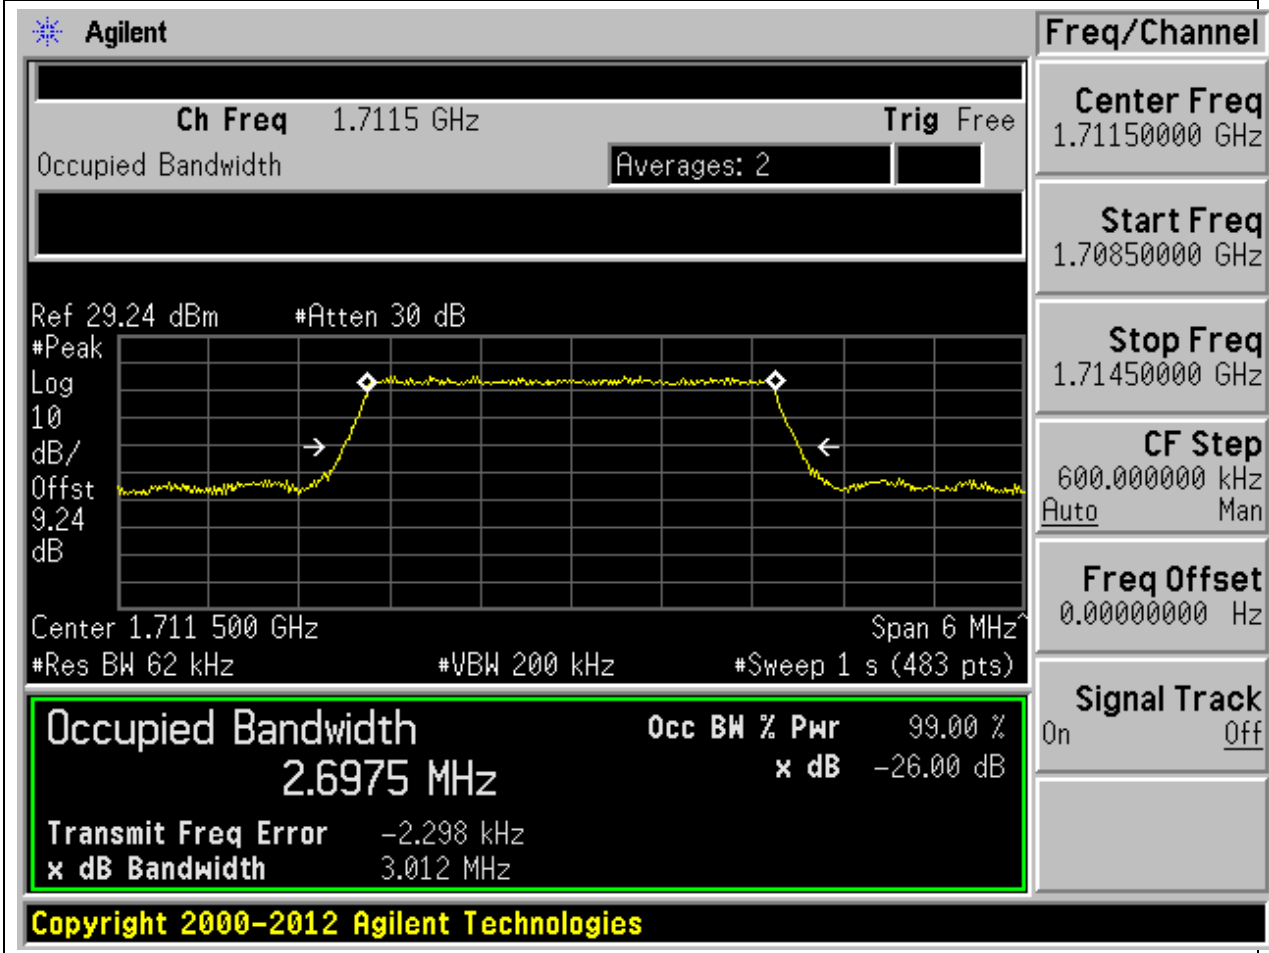 Agilent
Freq/Channel
Ch Freq 1.7115 GHz Trig Free
Occupied Bandwidth Averages: 2
Center Freq
1.71150000 GHz
Start Freq
1.70850000 GHz
Stop Freq
1.71450000 GHz
CF Step
600.000000 kHz
Auto Man
Freq Offset
0.00000000 Hz
Signal Track
On Off
Ref 29.24 dBm #Atten 30 dB
#Peak
Log
10
dB/
Offst
9.24
dB
Center 1.711 500 GHz Span 6 MHz^
#Res BW 62 kHz #VBW 200 kHz #Sweep 1 s (483 pts)
Occupied Bandwidth Occ BW % Pwr 99.00 %
2.6975 MHz x dB -26.00 dB
Transmit Freq Error -2.298 kHz
x dB Bandwidth 3.012 MHz
Copyright 2000-2012 Agilent Technologies